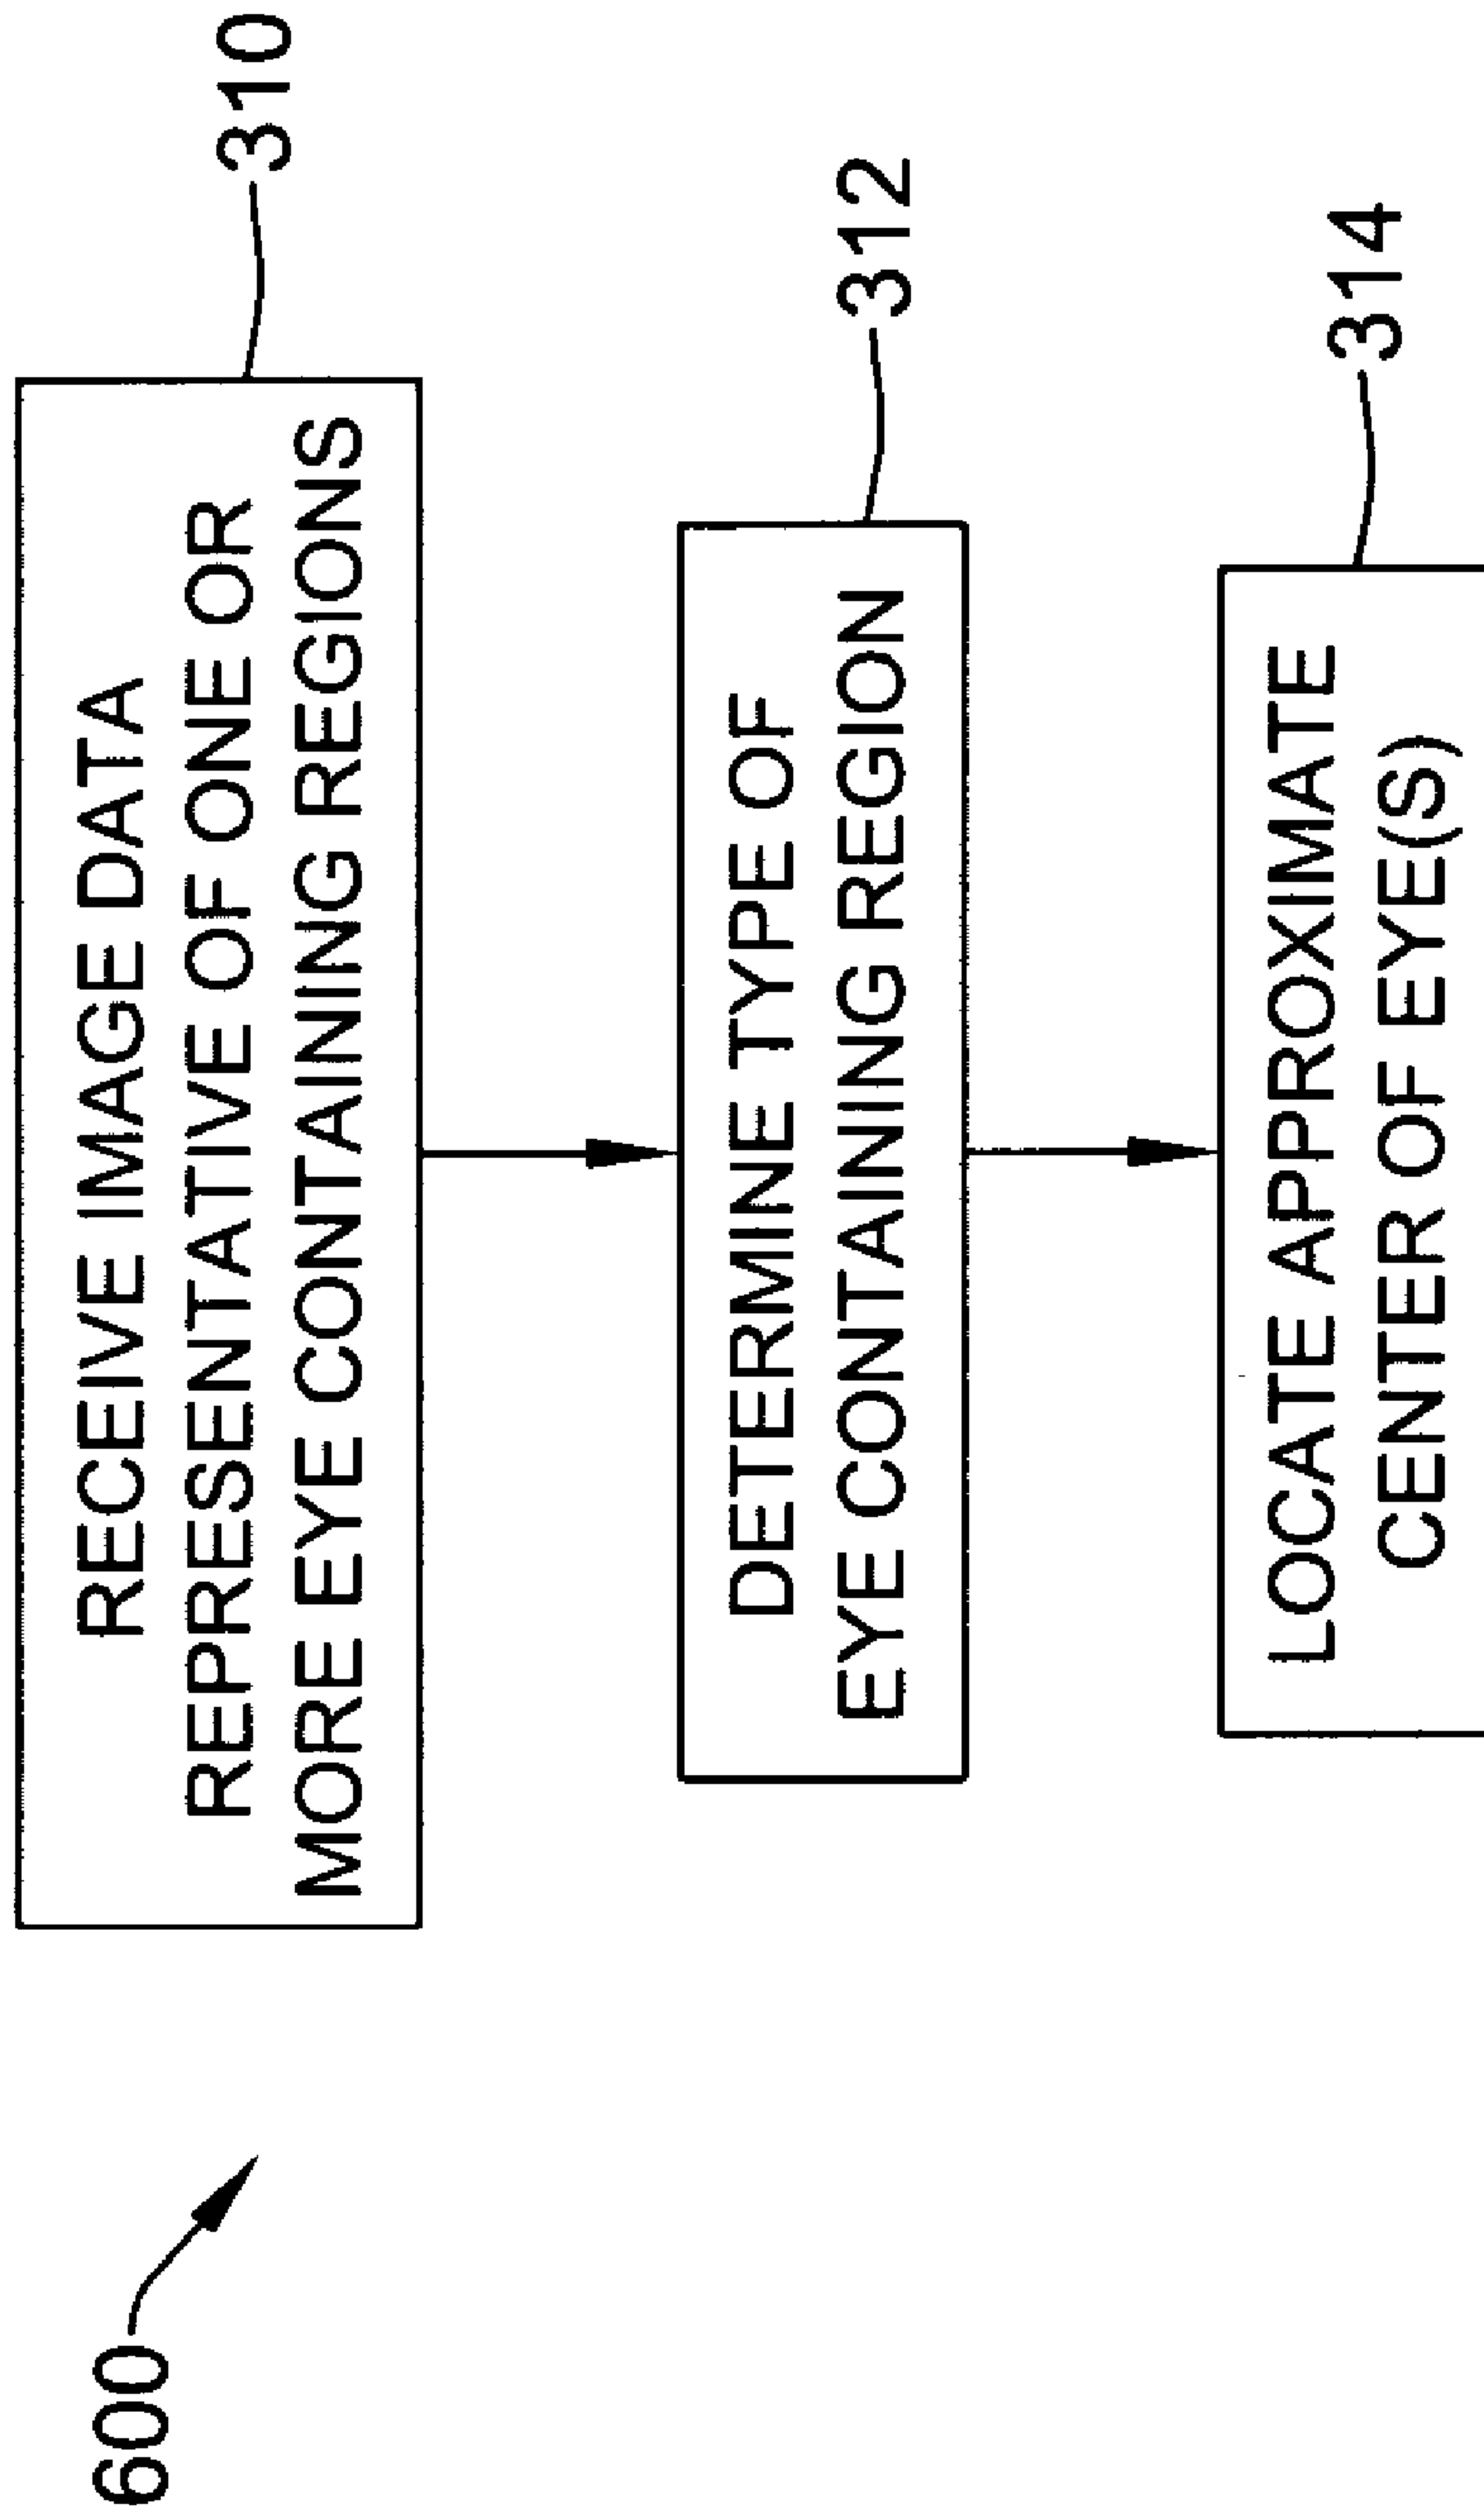 600
RECEIVE IMAGE DATA
REPRESENTATIVE OF ONE OR
MORE EYE CONTAINING REGIONS
310
DETERMINE TYPE OF
EYE CONTAINING REGION
312
LOCATE APPROXIMATE
CENTER OF EYE(S)
314